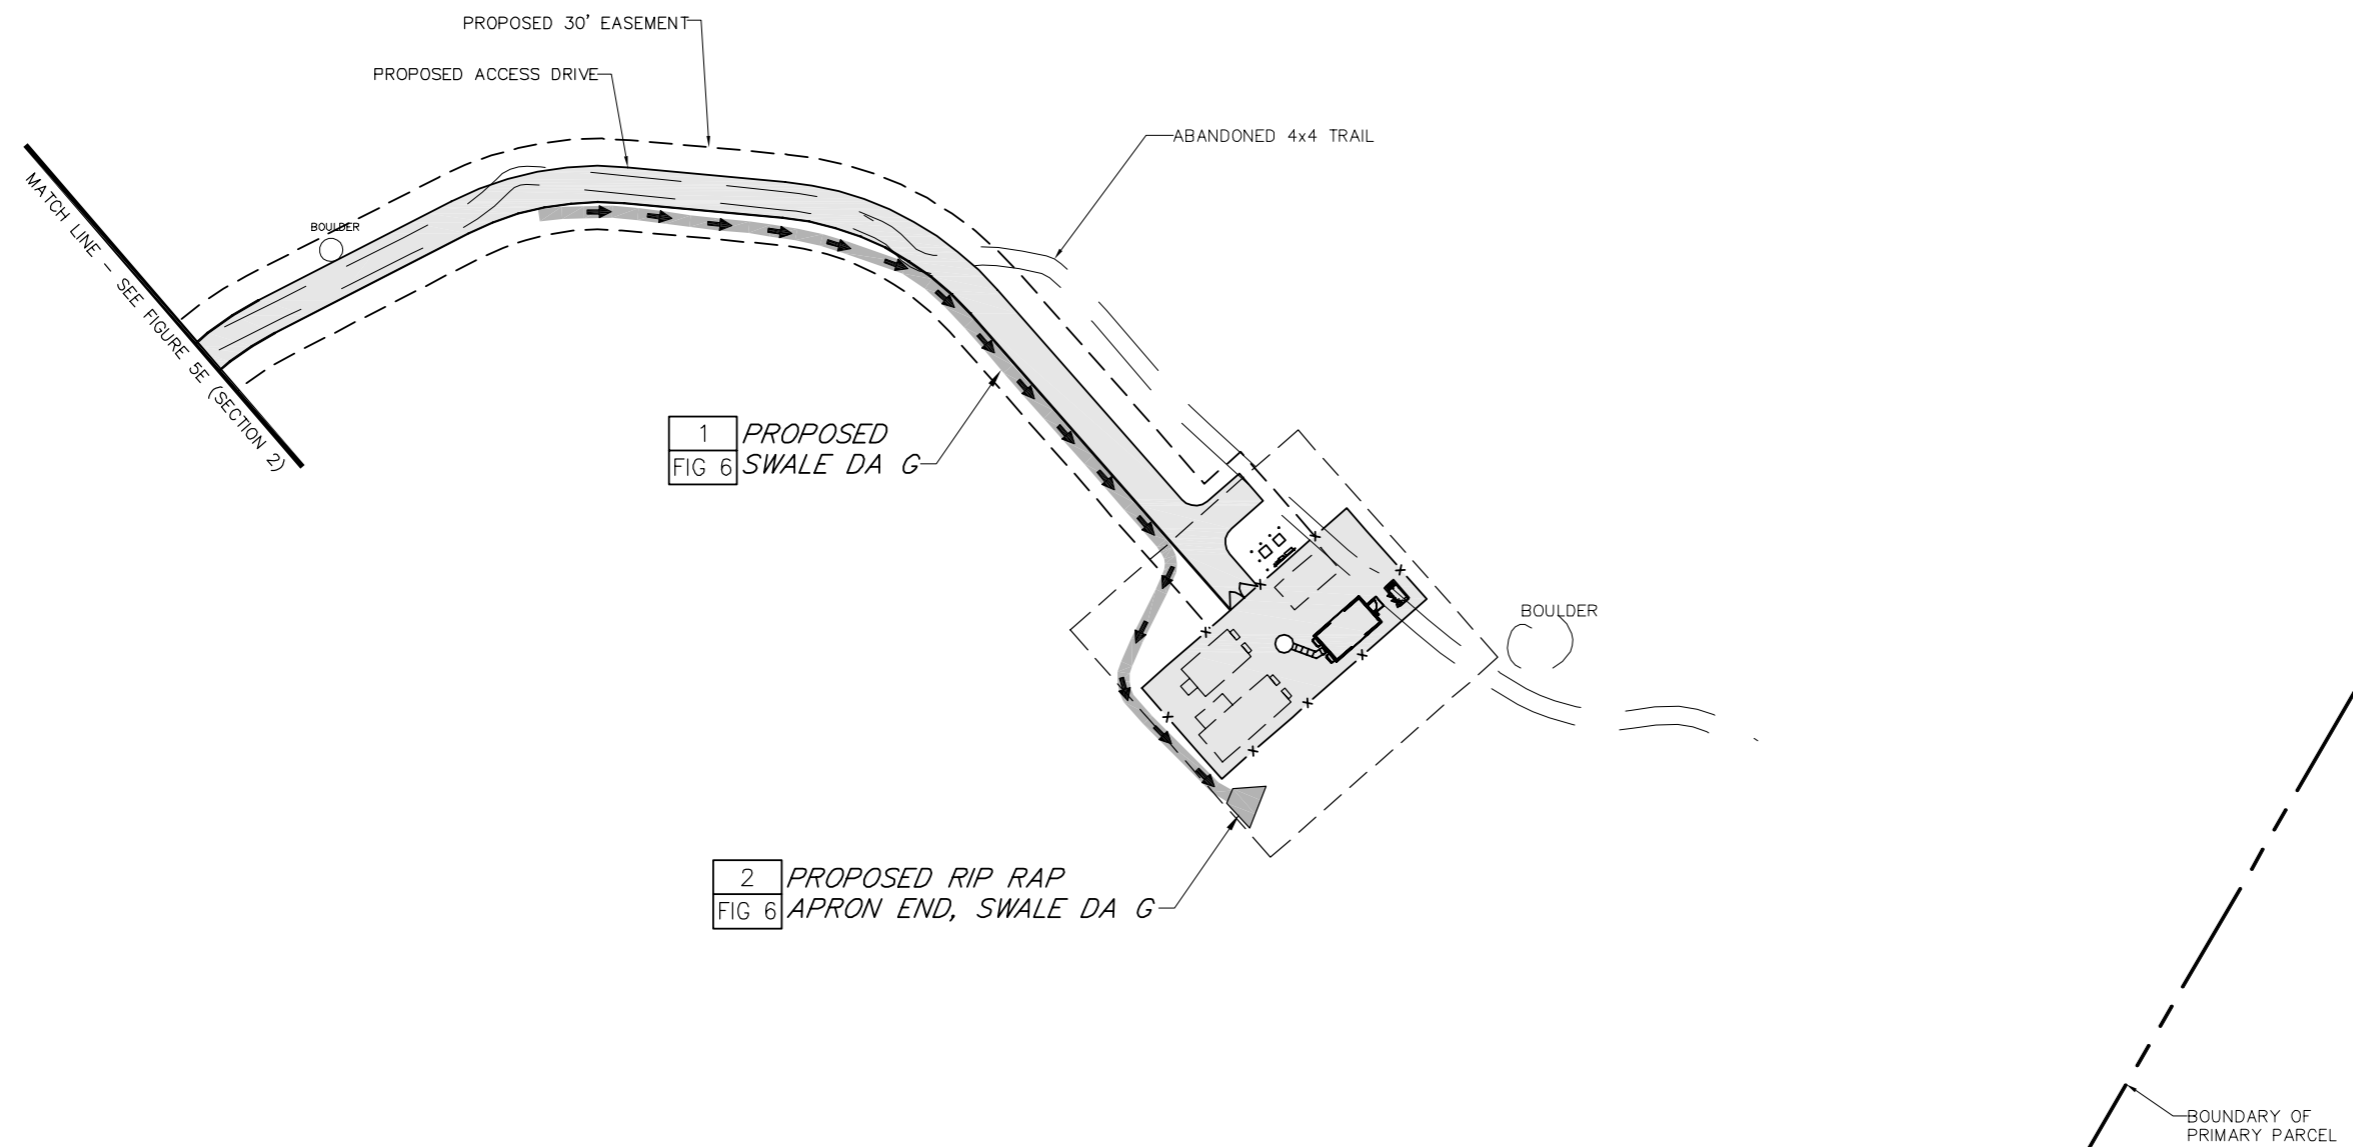 PROPOSED 30' EASEMENT
PROPOSED ACCESS DRIVE
ABANDONED 4x4 TRAIL
MATCH LINE - SEE FIGURE 5E (SECTION 2)
BOULDER
1
FIG 6
PROPOSED
SWALE DA G
BOULDER
2
FIG 6
PROPOSED RIP RAP
APRON END, SWALE DA G
BOUNDARY OF
PRIMARY PARCEL